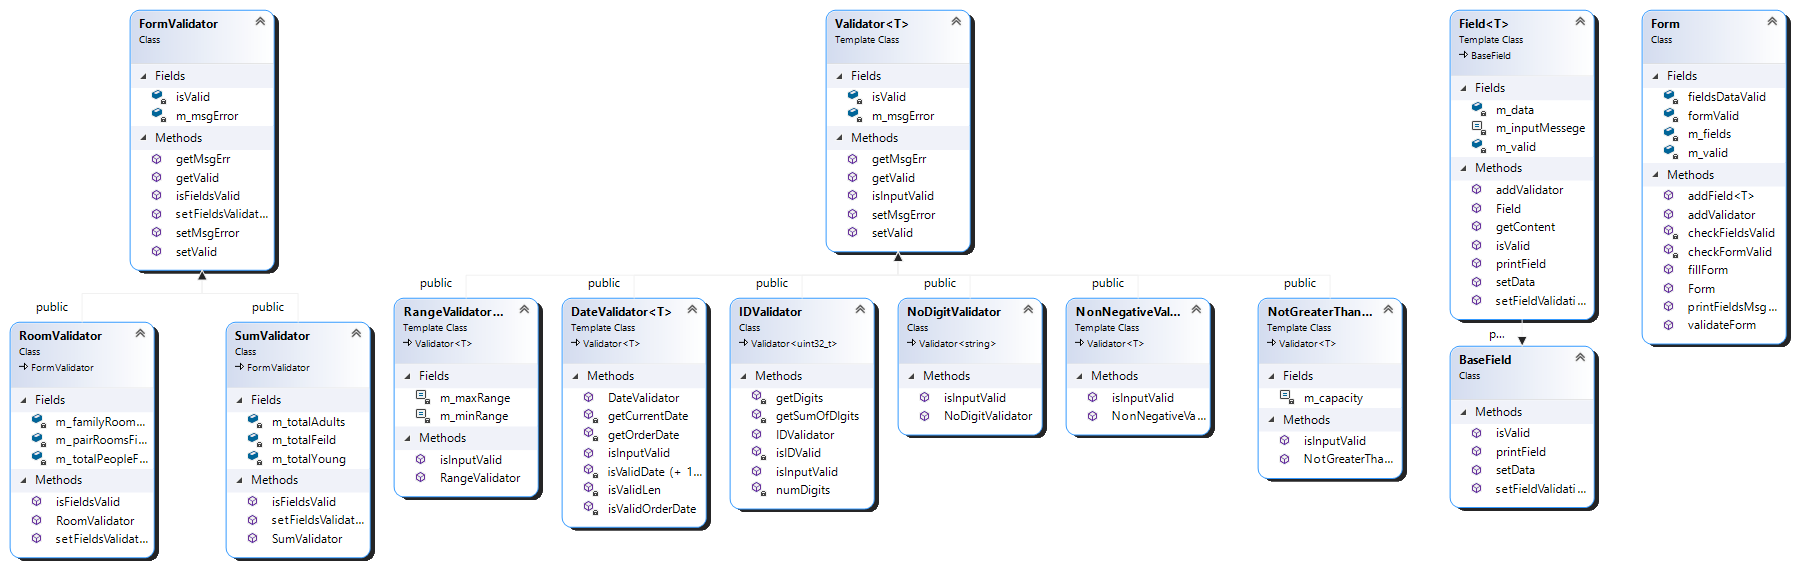 FormValidator
Class
Fields
isValid
m_msgError
Methods
getMsgErr
getValid
isFieldsValid
setFieldsValidat...
setMsgError
setValid
Validator<T>
Template Class
Fields
isValid
m_msgError
Methods
getMsgErr
getValid
isInputValid
setMsgError
setValid
Field<T>
Template Class
BaseField
Fields
m_data
m_inputMessege
m_valid
Methods
addValidator
Field
getContent
isValid
printField
setData
setFieldValidati...
Form
Class
Fields
fieldsDataValid
formValid
m_fields
m_valid
Methods
addField<T>
addValidator
checkFieldsValid
checkFormValid
fillForm
Form
printFieldsMsg...
validateForm
public
public
public
public
public
public
public
public
p...
RoomValidator
Class
FormValidator
Fields
m_familyRoom...
m_pairRoomsFi...
m_totalPeopleF...
Methods
isFieldsValid
RoomValidator
setFieldsValidat...
SumValidator
Class
FormValidator
Fields
m_totalAdults
m_totalFeild
m_totalYoung
Methods
isFieldsValid
setFieldsValidat...
SumValidator
RangeValidator...
Template Class
Validator<T>
Fields
m_maxRange
m_minRange
Methods
isInputValid
RangeValidator
DateValidator<T>
Template Class
Validator<T>
Methods
DateValidator
getCurrentDate
getOrderDate
isInputValid
isValidDate (+ 1...
isValidLen
isValidOrderDate
IDValidator
Class
Validator<uint32_t>
Methods
getDigits
getSumOfDIgits
IDValidator
isIDValid
isInputValid
numDigits
NoDigitValidator
Class
Validator<string>
Methods
isInputValid
NoDigitValidator
NonNegativeVal...
Template Class
Validator<T>
Methods
isInputValid
NonNegativeVa...
NotGreaterThan...
Template Class
Validator<T>
Fields
m_capacity
Methods
isInputValid
NotGreaterTha...
BaseField
Class
Methods
isValid
printField
setData
setFieldValidati...